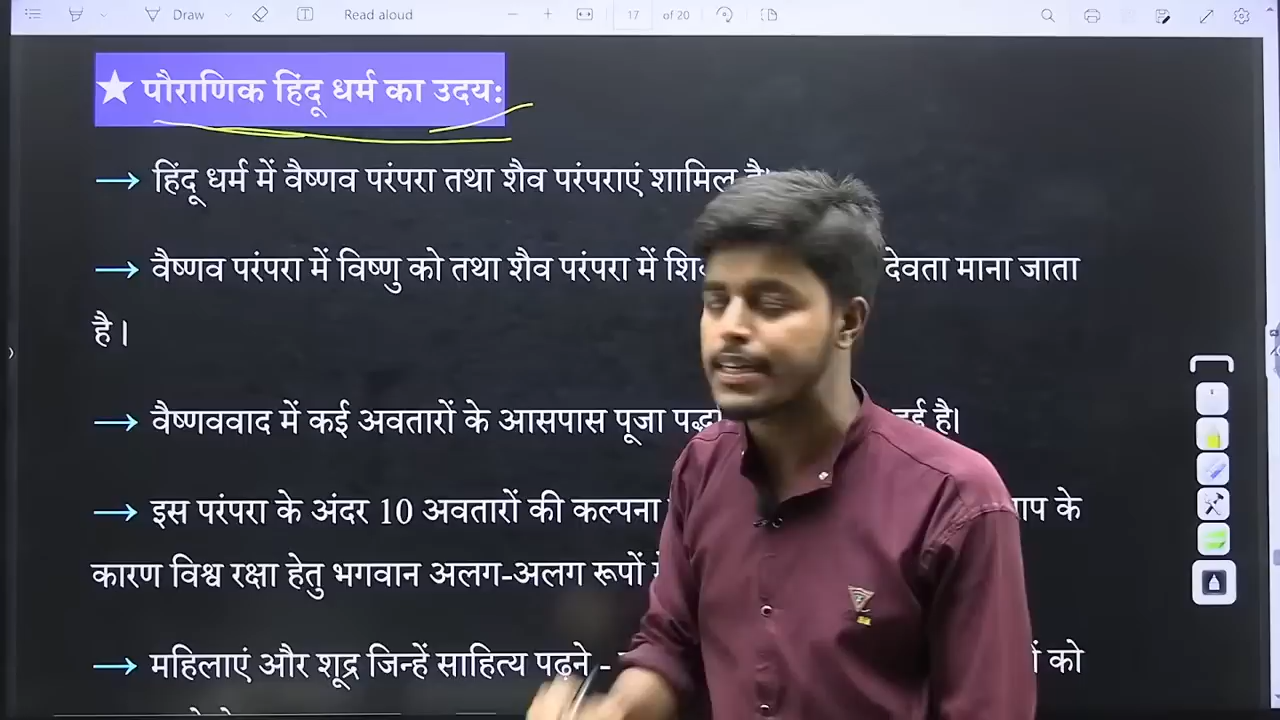 Draw
Read aloud
17 of 20
★ पौराणिक हिंदू धर्म का उदय:
→ हिंदू धर्म में वैष्णव परंपरा तथा शैव परंपराएं शामिल है।
→ वैष्णव परंपरा में विष्णु को तथा शैव परंपरा में देवता माना जाता
है।
→ वैष्णववाद में कई अवतारों के आसपास पूजा है।
→ इस परंपरा के अंदर 10 अवतारों की कल्पना के
कारण विश्व रक्षा हेतु भगवान अलग-अलग रूपों
→ महिलाएं और शूद्र जिन्हें साहित्य पढ़ने - को